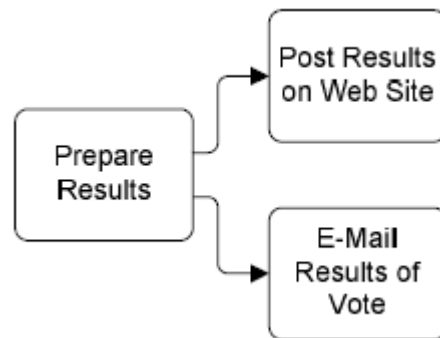 Post Results
on Web Site
Prepare
Results
E-Mail
Results of
Vote